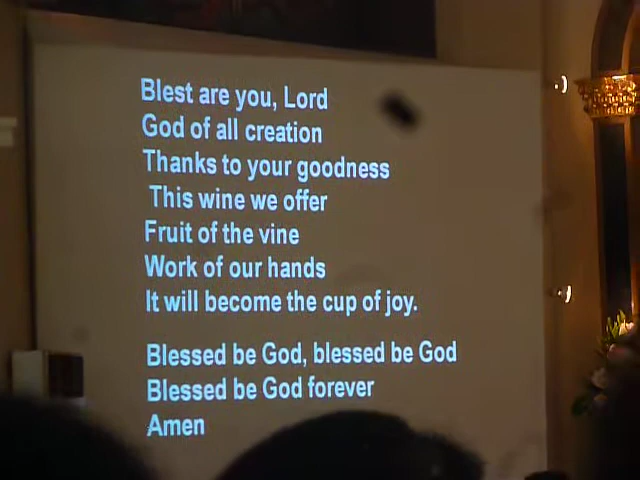 Blest are you, Lord
God of all creation
Thanks to your goodness
This wine we offer
Fruit of the vine
Work of our hands
It will become the cup of joy.
Blessed be God, blessed be God
Blessed be God forever
Amen